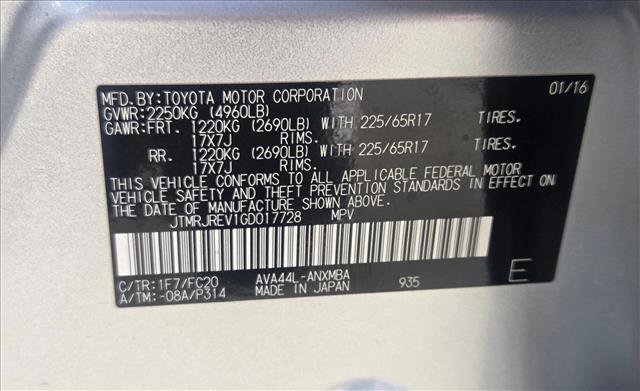 MFD.BY:TOYOTA MOTOR CORPORATION 01/16
GVWR:2250KG (4960LB)
GAWR:FRT. 1220KG (2690LB) WITH 225/65R17 TIRES.
17X7J RIMS.
RR. 1220KG (2690LB) WITH 225/65R17 TIRES.
17X7J RIMS.
THIS VEHICLE CONFORMS TO ALL APPLICABLE FEDERAL MOTOR
VEHICLE SAFETY AND THEFT PREVENTION STANDARDS IN EFFECT ON
THE DATE OF MANUFACTURE SHOWN ABOVE.
JTMRJREV1GD017728 MPV
C/TR:1F7/FC20 AVA44L-ANXMBA
A/TM:-08A/P314 MADE IN JAPAN 935 E